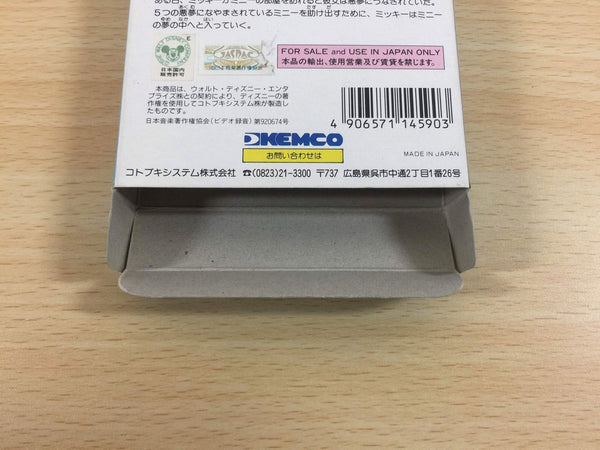 ５つの悪夢になやまされているミニーを助け出すために、ミッキーはミニー
の夢の中へと入っていく。
E
日本国内
販売許可
JASRAC
FOR SALE and USE IN JAPAN ONLY
本品の輸出、使用営業及び賃貸を禁じます。
本商品は、ウォルト・ディズニー・エンタ
プライズ㈱との契約により、ディズニーの著
作権を使用してコトブキシステム㈱が製造し
たものです。
日本音楽著作権協会(ビデオ録音)第920674号
4 906571 145903
KEMCO
MADE IN JAPAN
お問い合わせは
コトブキシステム株式会社 ☎(0823)21-3300 〒737 広島県呉市中通2丁目1番26号